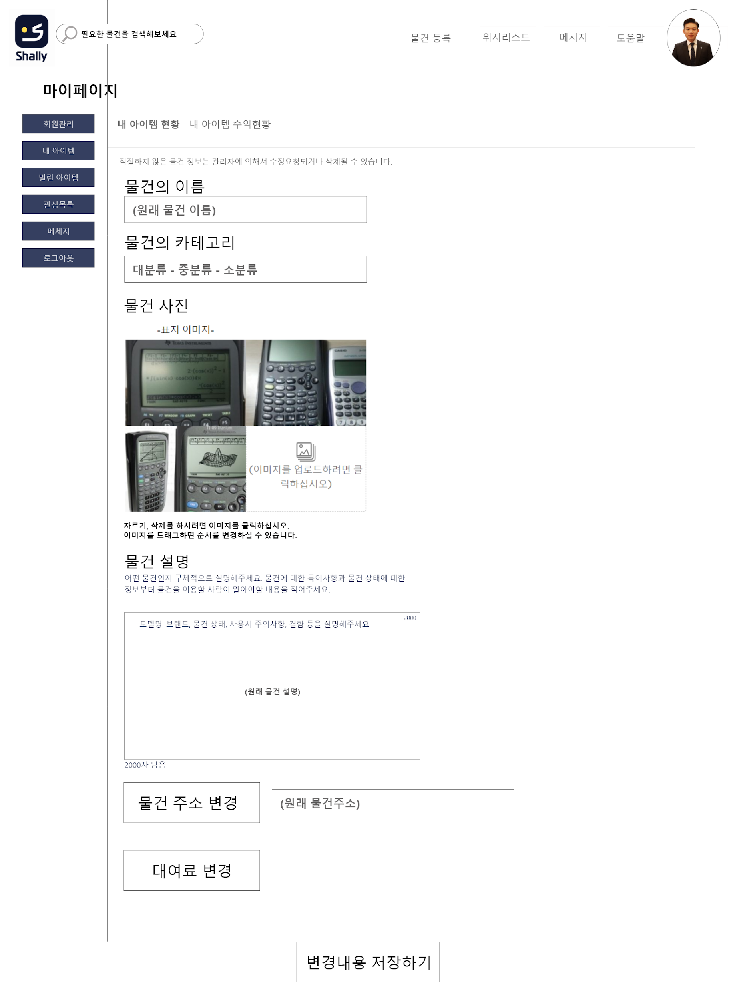 Shally
필요한 물건을 검색해보세요
물건 등록
위시리스트
메시지
도움말
마이페이지
회원관리
내 아이템
빌린 아이템
관심목록
메세지
로그아웃
내 아이템 현황
내 아이템 수익현황
적절하지 않은 물건 정보는 관리자에 의해서 수정요청되거나 삭제될 수 있습니다.
물건의 이름
(원래 물건 이틈)
물건의 카테고리
대분류 - 중분류 - 소분류
물건 사진
-표지 이미지-
TEXAS INSTRUMENTS
CASIO
TI-89 Titanium
TEXAS INSTRUMENTS
(이미지를 업로드하려면 클
릭하십시오)
자르기, 삭제를 하시려면 이미지를 클릭하십시오.
이미지를 드래그하면 순서를 변경하실 수 있습니다.
물건 설명
어떤 물건인지 구체적으로 설명해주세요. 물건에 대한 특이사항과 물건 상태에 대한
정보부터 물건을 이용할 사람이 알아야할 내용을 적어주세요.
2000
모델명, 브랜드, 물건 상태, 사용시 주의사항, 결함 등을 설명해주세요
(원래 물건 설명)
2000자 남음
물건 주소 변경
(원래 물건주소)
대여료 변경
변경내용 저장하기